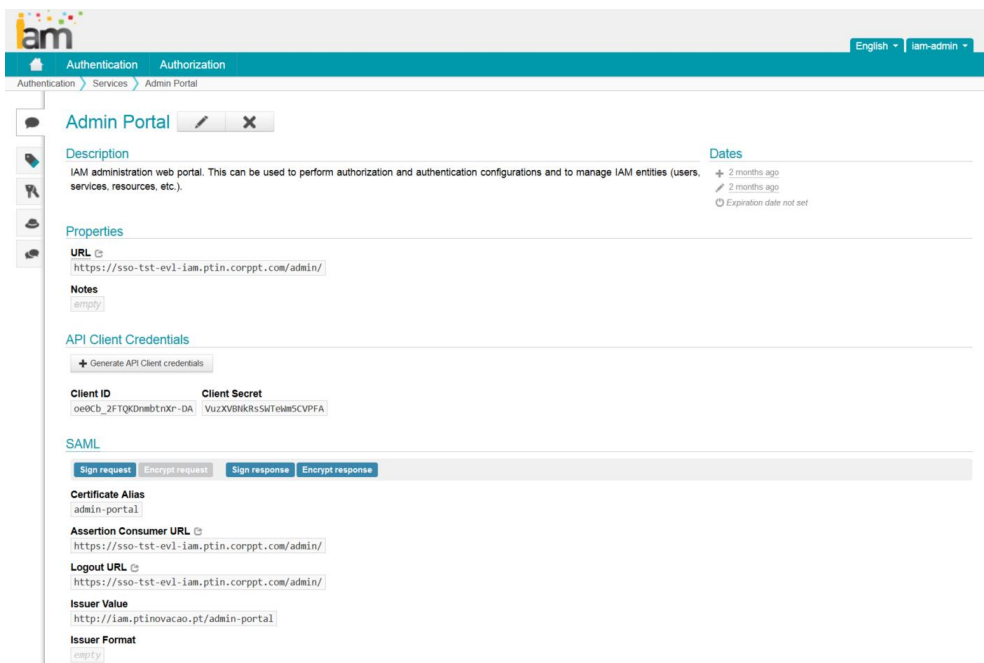 iam
English
iam-admin
Authentication Authorization
Authentication Services Admin Portal
Admin Portal
Description
Dates
IAM administration web portal. This can be used to perform authorization and authentication configurations and to manage IAM entities (users,
services, resources, etc.).
2 months ago
2 months ago
Expiration date not set
Properties
URL
https://sso-tst-evl-iam.ptin.corppt.com/admin/
Notes
empty
API Client Credentials
Generate API Client credentials
Client ID Client Secret
oe0Cb_2FTQKDnmbtnXr-DA VuzXVBNkRsSWTeWm5CVPFA
SAML
Sign request Encrypt request Sign response Encrypt response
Certificate Alias
admin-portal
Assertion Consumer URL
https://sso-tst-evl-iam.ptin.corppt.com/admin/
Logout URL
https://sso-tst-evl-iam.ptin.corppt.com/admin/
Issuer Value
http://iam.ptinovacao.pt/admin-portal
Issuer Format
empty